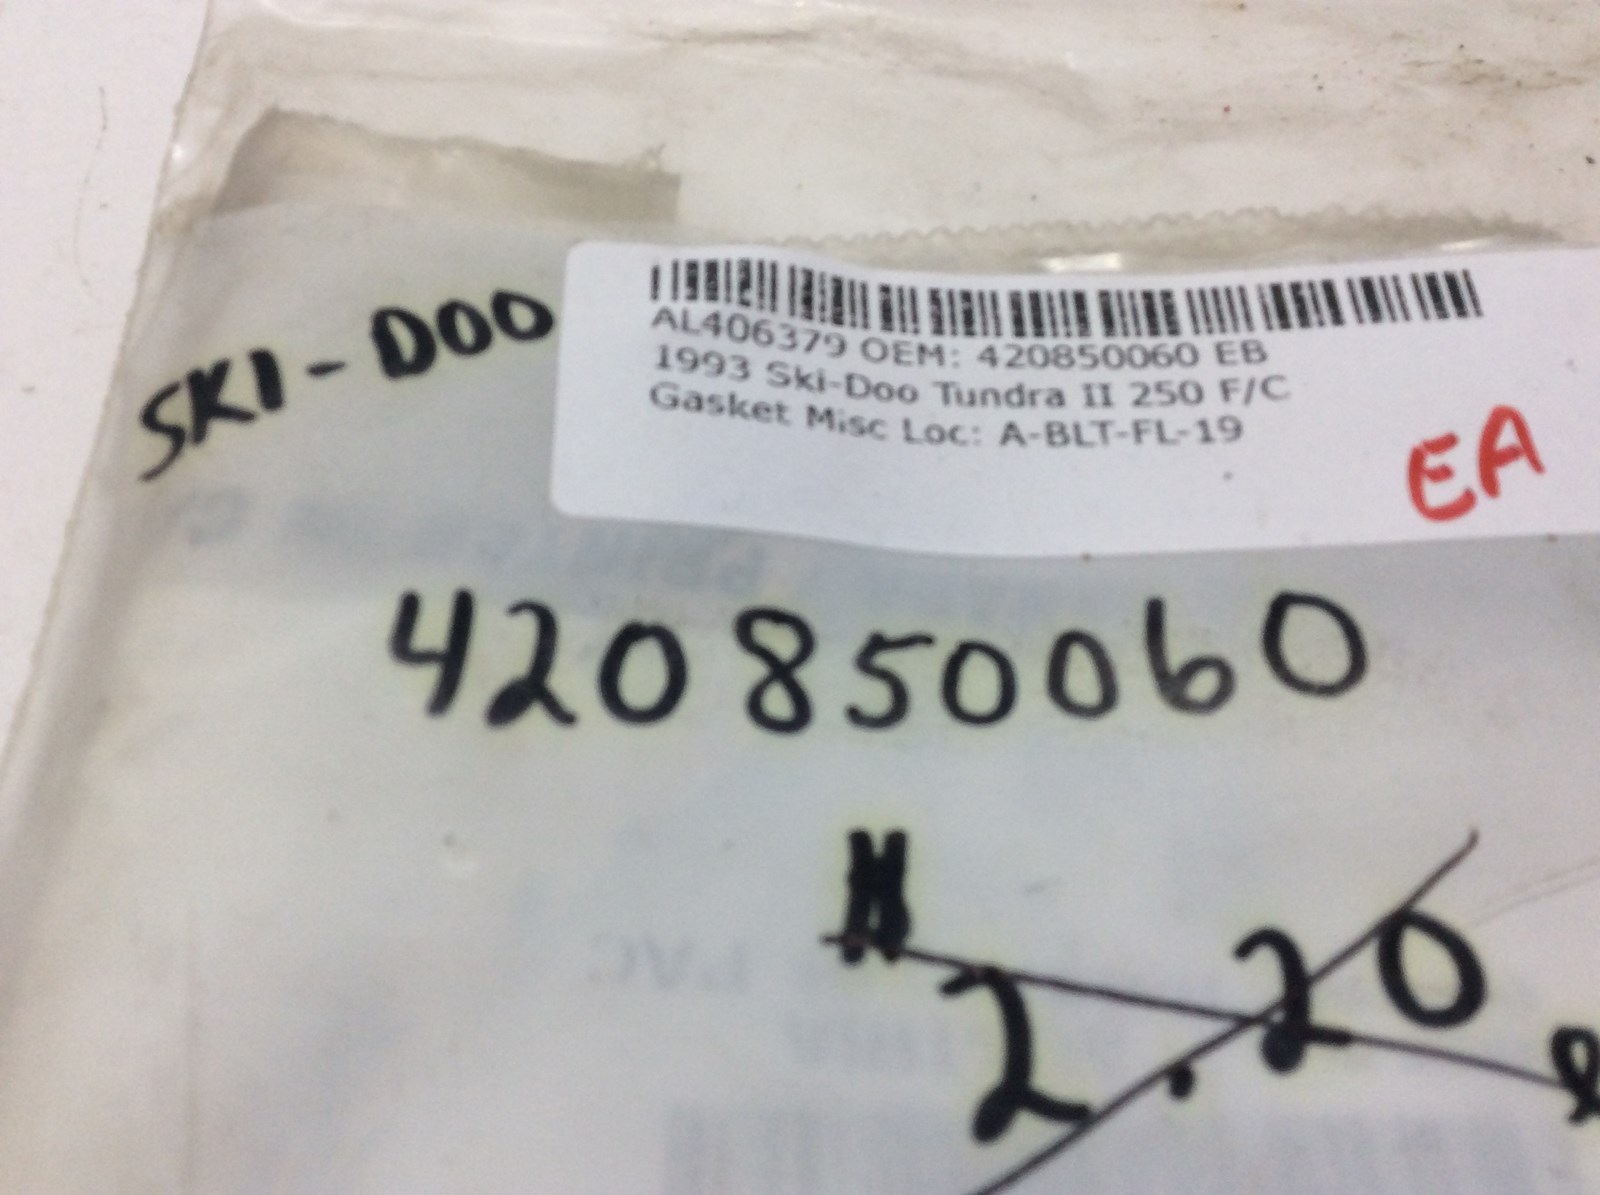 SKI-DOO
AL406379 OEM: 420850060 EB
1993 Ski-Doo Tundra II 250 F/C
Gasket Misc Loc: A-BLT-FL-19
EA
420850060
2.20